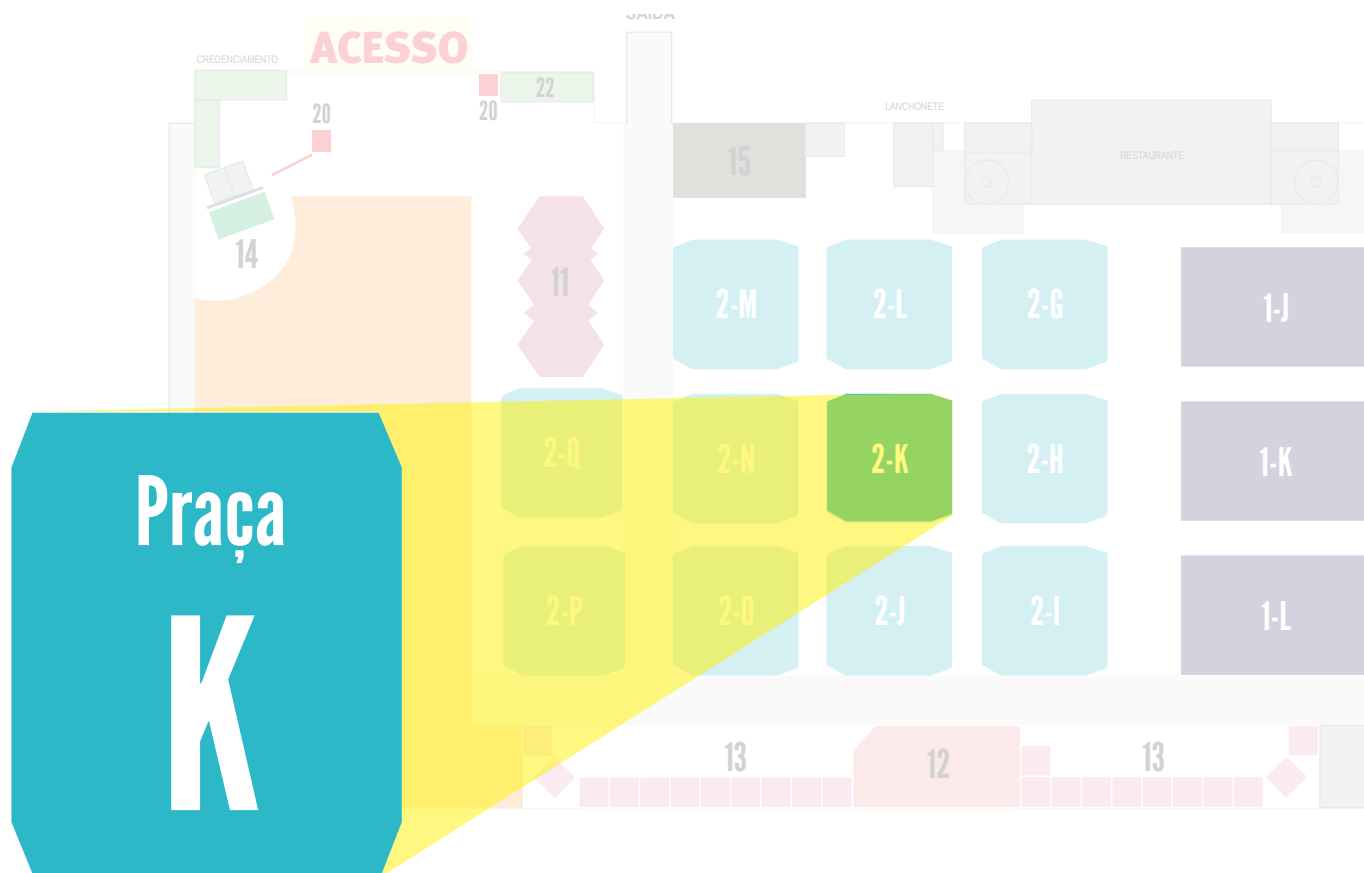 SAÍDA
ACESSO
CREDENCIAMENTO
22
20
20
LANCHONETE
15
RESTAURANTE
14
11
2-M
2-L
2-G
1-J
2-Q
2-N
2-K
2-H
1-K
Praça
K
2-P
2-O
2-J
2-I
1-L
13
12
13